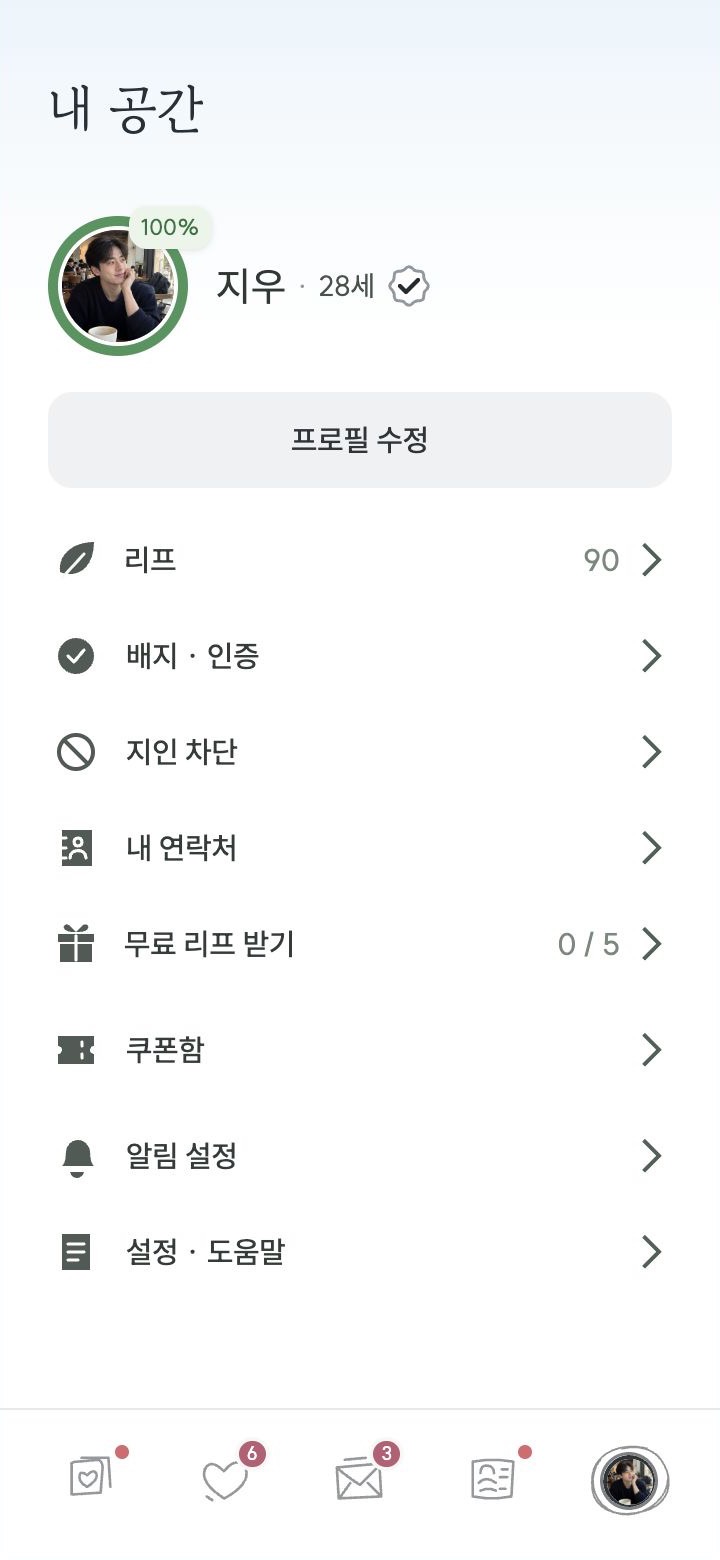 내 공간
100%
지우 · 28세
프로필 수정
리프 90
배지 · 인증
지인 차단
내 연락처
무료 리프 받기 0 / 5
쿠폰함
알림 설정
설정 · 도움말
6 3